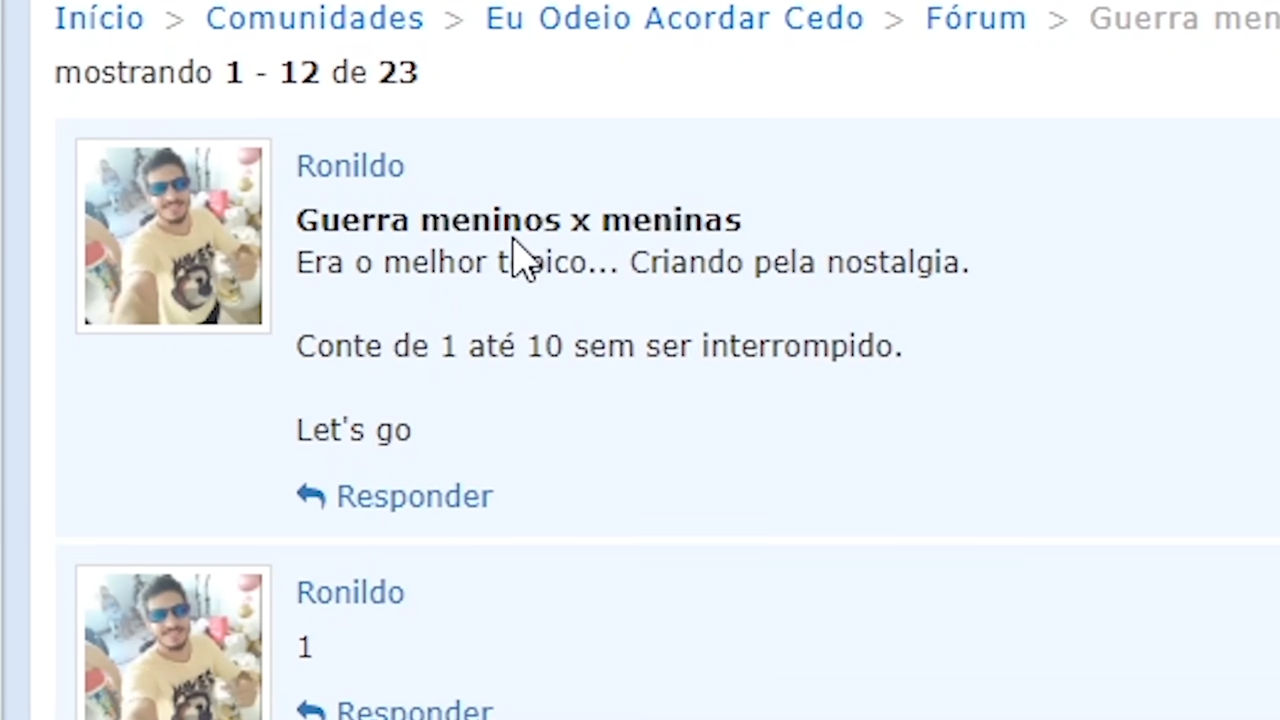 Início > Comunidades > Eu Odeio Acordar Cedo > Fórum > Guerra men
mostrando 1 - 12 de 23
Ronildo
Guerra meninos x meninas
Era o melhor tópico... Criando pela nostalgia.
Conte de 1 até 10 sem ser interrompido.
Let's go
Responder
Ronildo
1
Responder